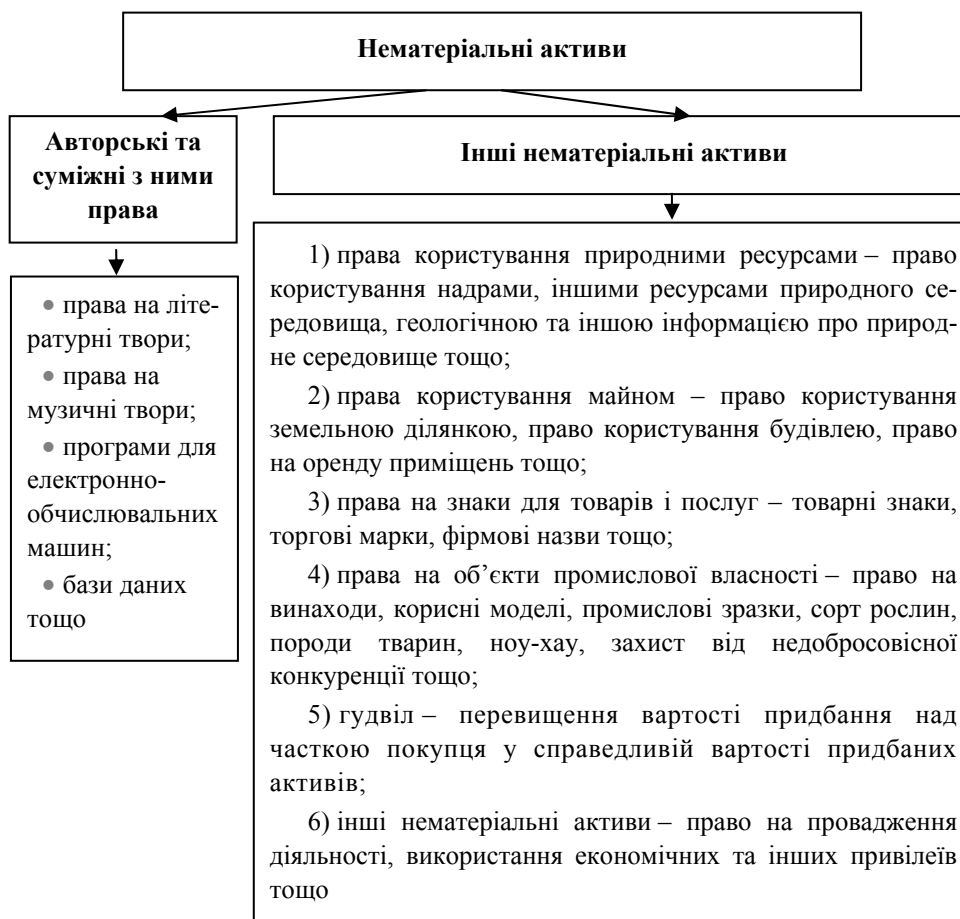 Нематеріальні активи
Авторські та
суміжні з ними
права
Інші нематеріальні активи
• права на літе-
ратурні твори;
• права на
музичні твори;
• програми для
електронно-
обчислювальних
машин;
• бази даних
тощо
1) права користування природними ресурсами – право
користування надрами, іншими ресурсами природного се-
редовища, геологічною та іншою інформацією про природ-
не середовище тощо;
2) права користування майном – право користування
земельною ділянкою, право користування будівлею, право
на оренду приміщень тощо;
3) права на знаки для товарів і послуг – товарні знаки,
торгові марки, фірмові назви тощо;
4) права на об’єкти промислової власності – право на
винаходи, корисні моделі, промислові зразки, сорт рослин,
породи тварин, ноу-хау, захист від недобросовісної
конкуренції тощо;
5) гудвіл – перевищення вартості придбання над
часткою покупця у справедливій вартості придбаних
активів;
6) інші нематеріальні активи – право на провадження
діяльності, використання економічних та інших привілеїв
тощо